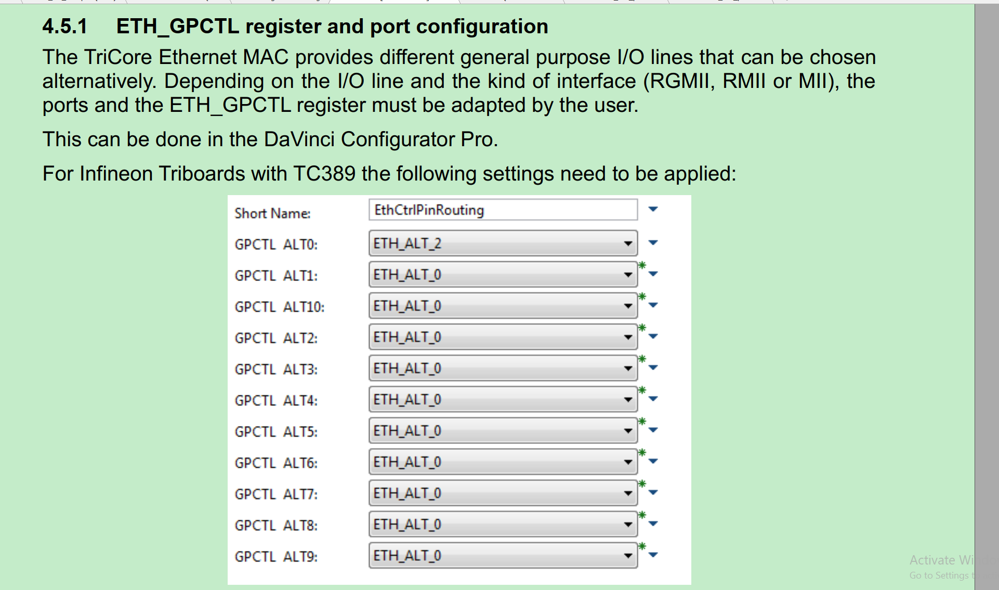 4.5.1 ETH_GPCTL register and port configuration
The TriCore Ethernet MAC provides different general purpose I/O lines that can be chosen
alternatively. Depending on the I/O line and the kind of interface (RGMII, RMII or MII), the
ports and the ETH_GPCTL register must be adapted by the user.
This can be done in the DaVinci Configurator Pro.
For Infineon Triboards with TC389 the following settings need to be applied:
Short Name: EthCtrlPinRouting
GPCTL ALT0: ETH_ALT_2
GPCTL ALT1: ETH_ALT_0
GPCTL ALT10: ETH_ALT_0
GPCTL ALT2: ETH_ALT_0
GPCTL ALT3: ETH_ALT_0
GPCTL ALT4: ETH_ALT_0
GPCTL ALT5: ETH_ALT_0
GPCTL ALT6: ETH_ALT_0
GPCTL ALT7: ETH_ALT_0
GPCTL ALT8: ETH_ALT_0
GPCTL ALT9: ETH_ALT_0
Activate
Go to Settings